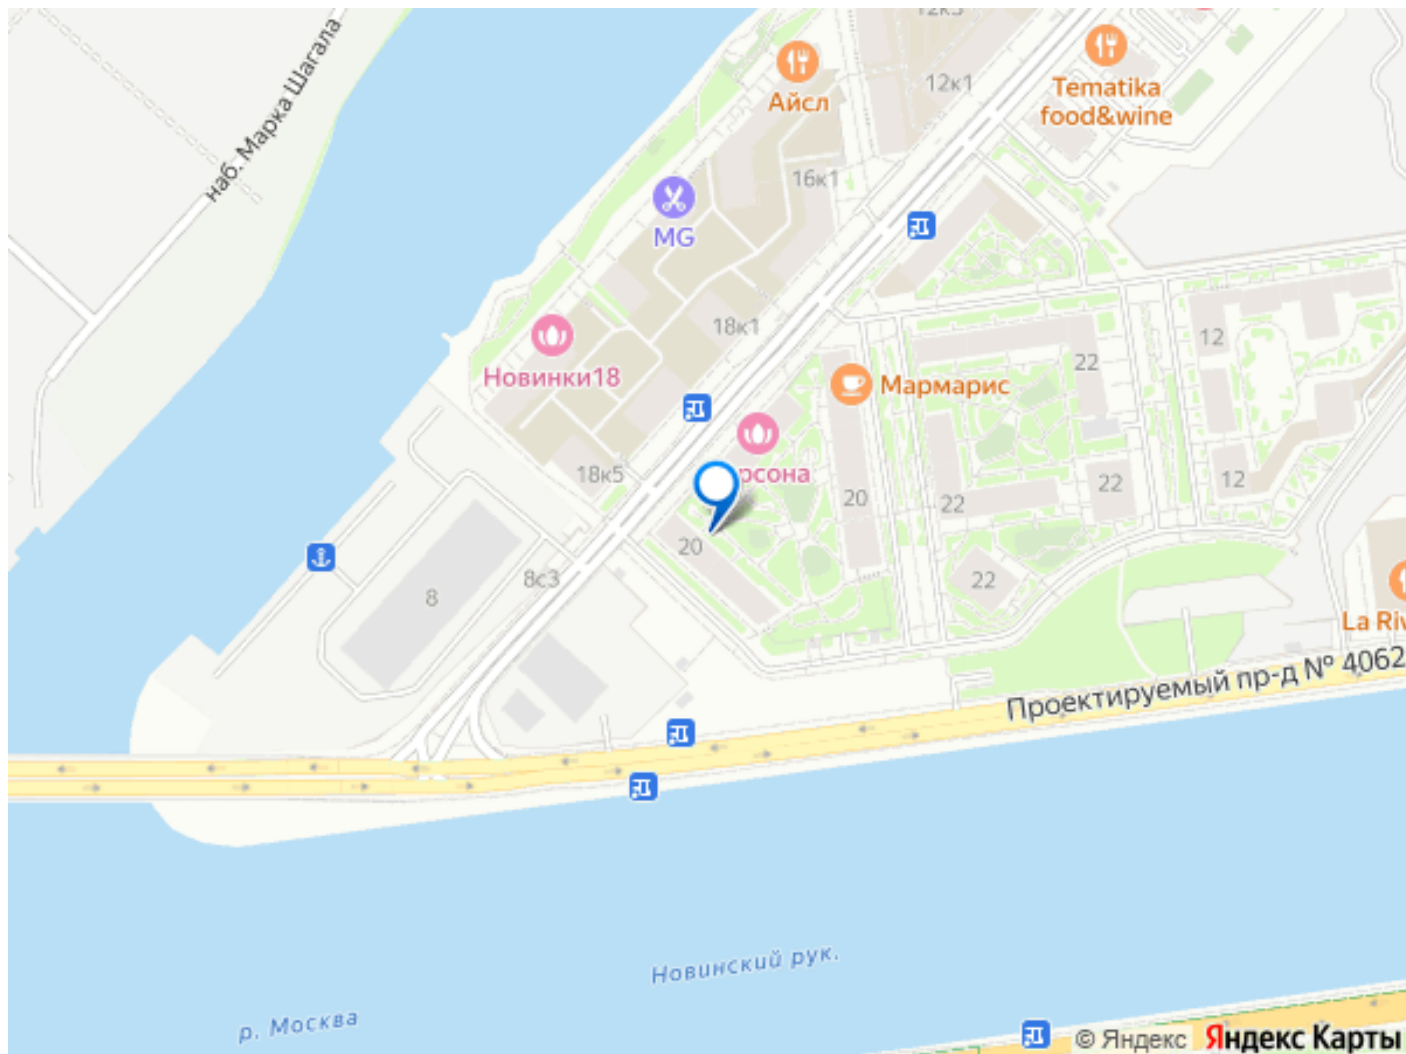 наб. Марка Шагала
12к3
Айсл
12к1
Tematika
food&wine
16к1
MG
18к1
12
22
Новинки18
Мармарис
18к5
20
22
22
12
20
8с3
8
22
La Riv
Проектируемый пр-д № 4062
Новинский рук.
р. Москва
© Яндекс Яндекс Карты